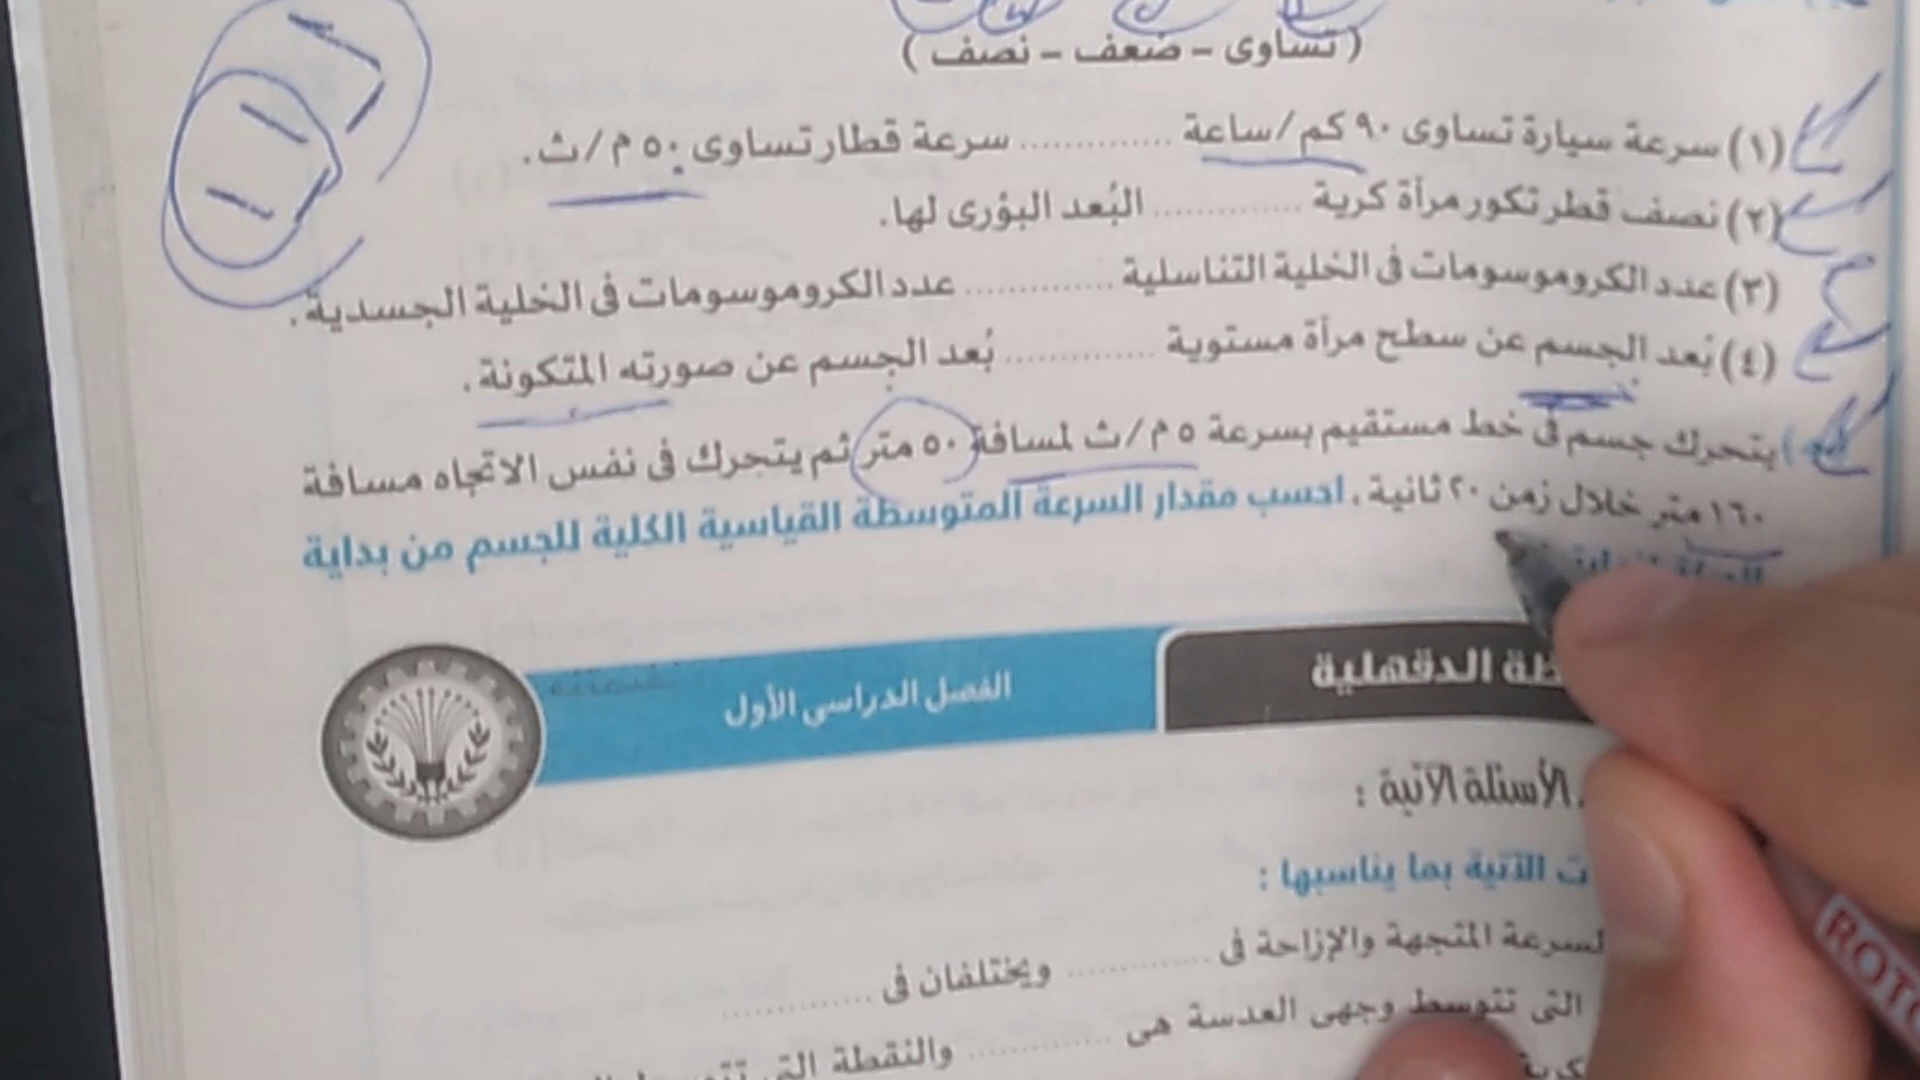 ( تساوى - ضعف - نصف )
(١) سرعة سيارة تساوى ٩٠ كم/ساعة ............. سرعة قطار تساوى ٥٠ م/ث.
(٢) نصف قطر تكور مرآة كرية ............. البُعد البؤرى لها.
(٣) عدد الكروموسومات فى الخلية التناسلية ............. عدد الكروموسومات فى الخلية الجسدية.
(٤) بُعد الجسم عن سطح مرآة مستوية ............. بُعد الجسم عن صورته المتكونة.
يتحرك جسم فى خط مستقيم بسرعة ٥ م/ث لمسافة ٥٠ متر ثم يتحرك فى نفس الاتجاه مسافة
١٦٠ متر خلال زمن ٢٠ ثانية. احسب مقدار السرعة المتوسطة القياسية الكلية للجسم من بداية
الدقهلية
الفصل الدراسى الأول
الأسئلة الآتية :
الآتية بما يناسبها :
السرعة المتجهة والإزاحة فى ............. ويختلفان فى .............
التى تتوسط وجهى العدسة هى ............. والنقطة التى
ROTO